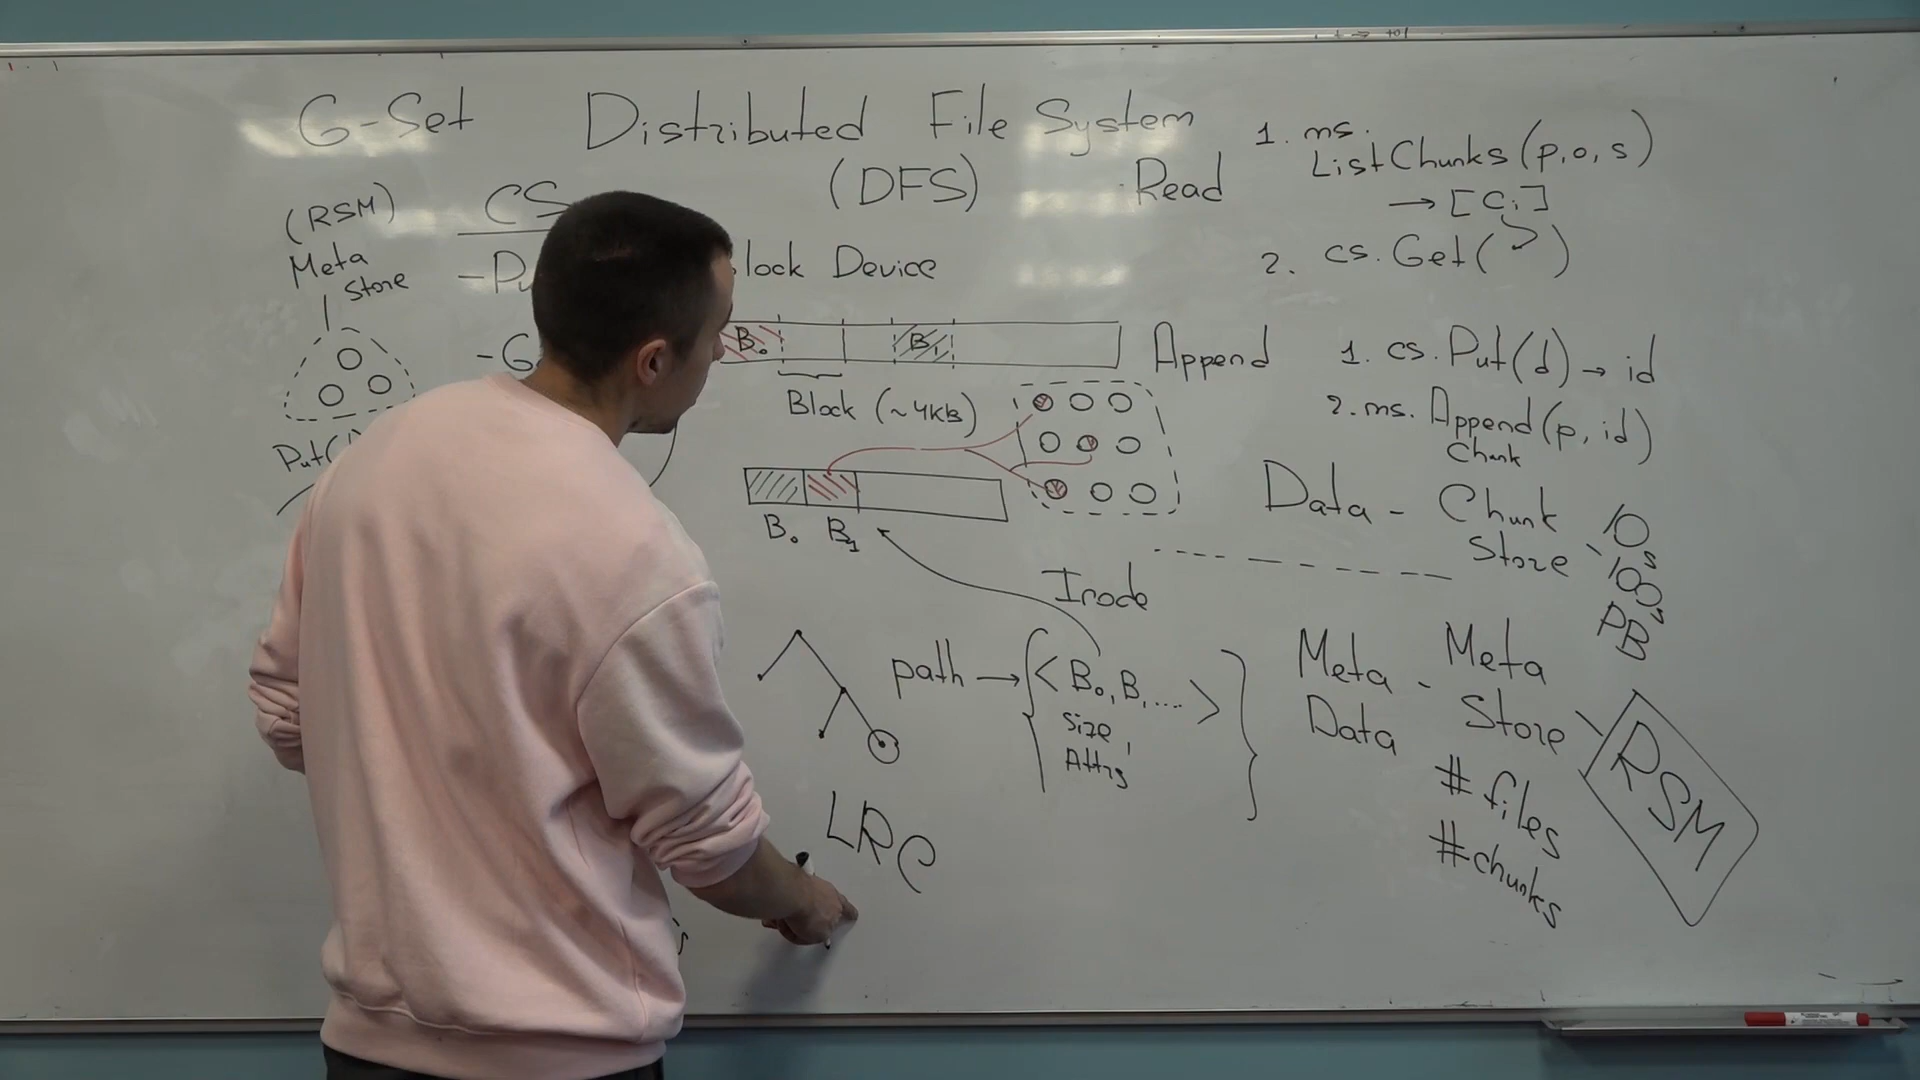 G-Set
Distributed File System
(DFS)
(RSM)
Meta
Store
CS
Block Device
B₀
B₁
Block (~4KB)
B₀ B₁
Inode
path → < B₀, B₁, ... >
Size,
Attrs
LRC
Read
1. ms.
ListChunks(p,o,s)
→ [Ci]
2. cs.Get( )
Append
1. cs.Put(d) → id
2. ms.Append(p, id)
Chunk
Data - Chunk
Store
10s
100s
PB
Meta - Meta
Data Store
RSM
# files
# chunks